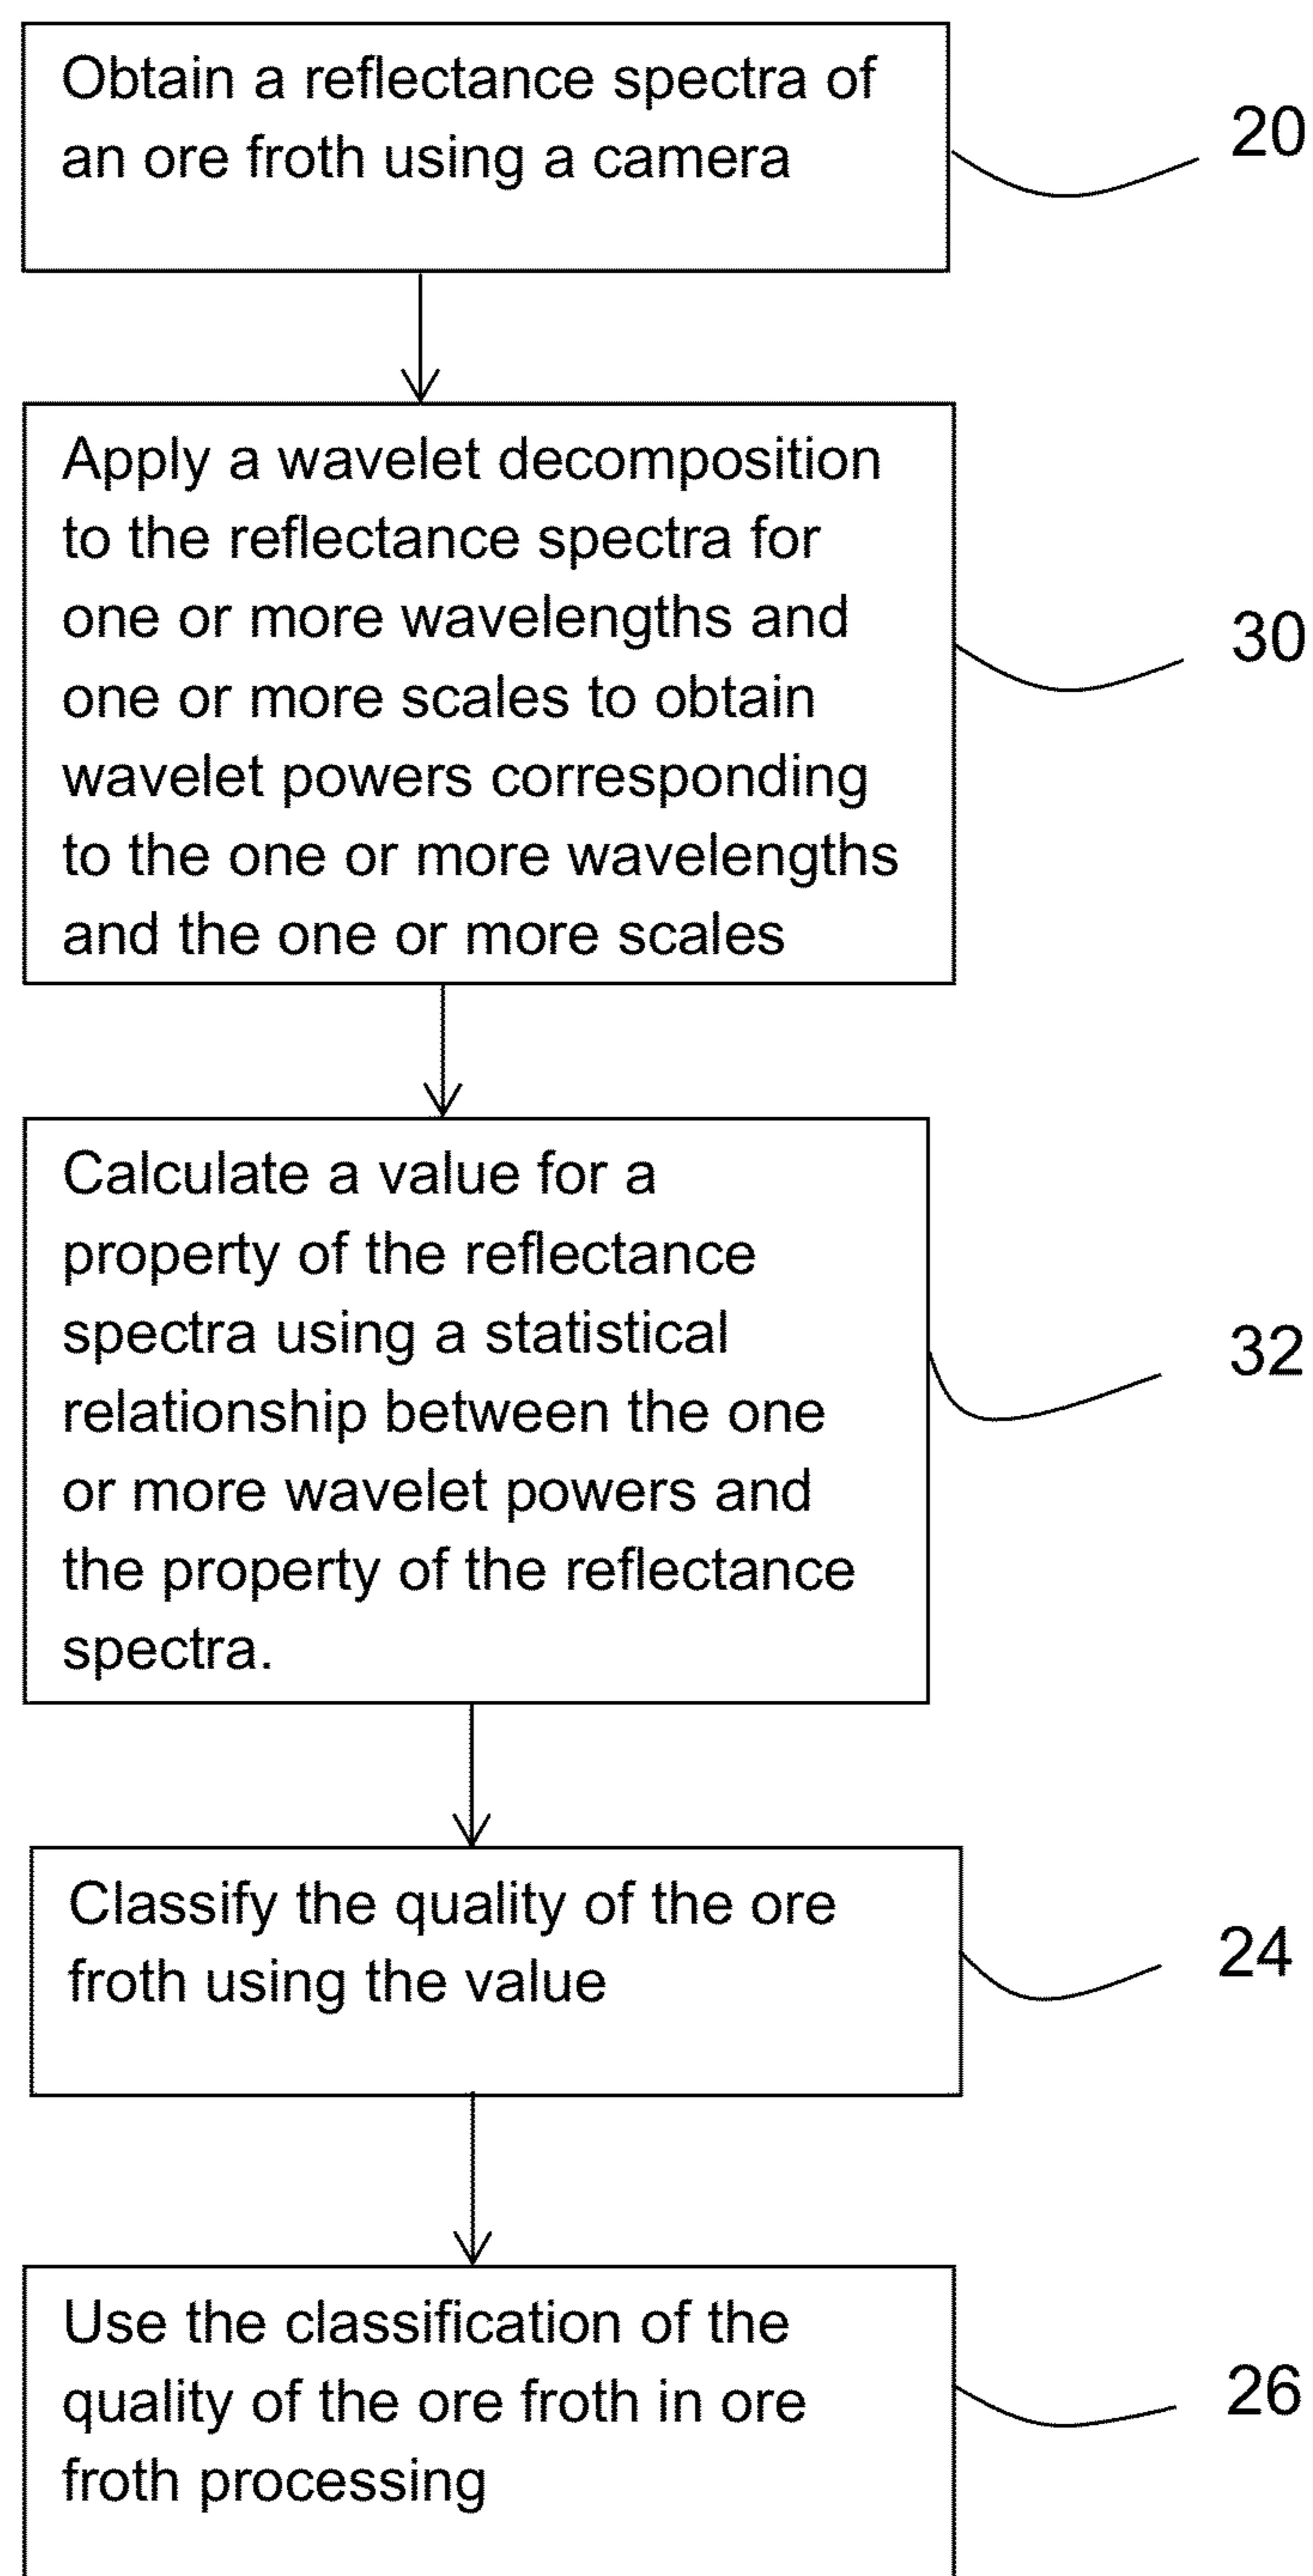 Obtain a reflectance spectra of
an ore froth using a camera
20
Apply a wavelet decomposition
to the reflectance spectra for
one or more wavelengths and
one or more scales to obtain
wavelet powers corresponding
to the one or more wavelengths
and the one or more scales
30
Calculate a value for a
property of the reflectance
spectra using a statistical
relationship between the one
or more wavelet powers and
the property of the reflectance
spectra.
32
Classify the quality of the ore
froth using the value
24
Use the classification of the
quality of the ore froth in ore
froth processing
26